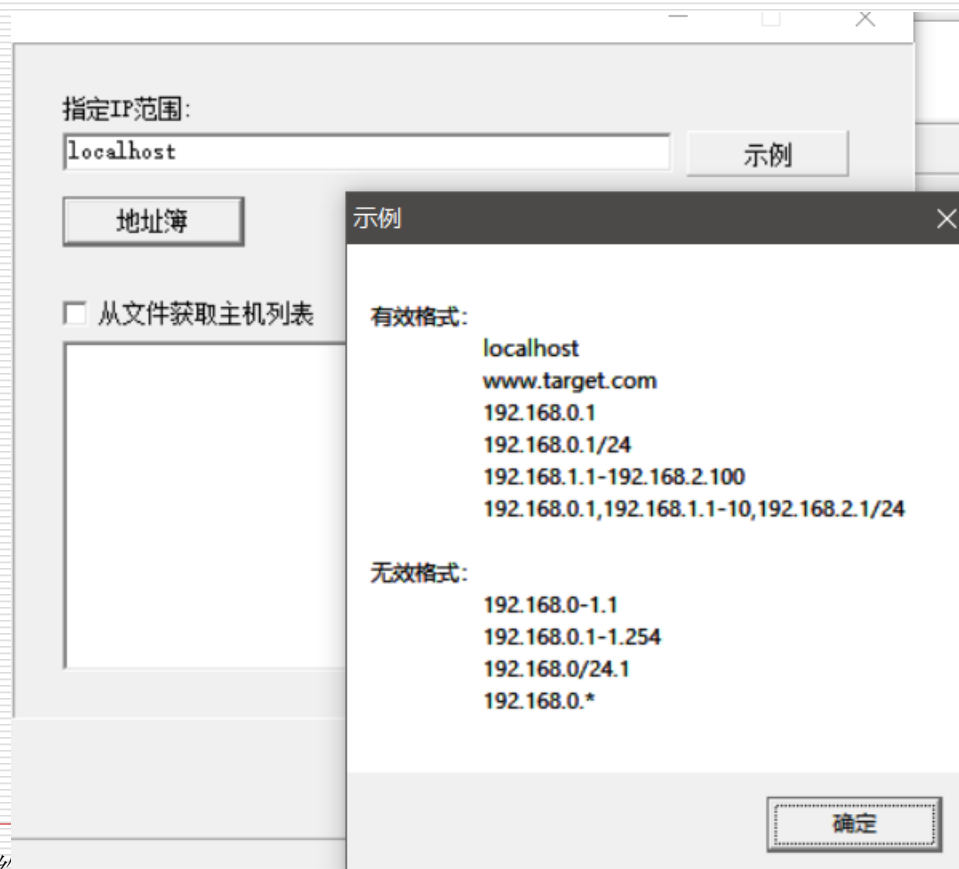 指定IP范围:
localhost
示例
地址簿
示例
从文件获取主机列表
有效格式:
localhost
www.target.com
192.168.0.1
192.168.0.1/24
192.168.1.1-192.168.2.100
192.168.0.1,192.168.1.1-10,192.168.2.1/24
无效格式:
192.168.0-1.1
192.168.0.1-1.254
192.168.0/24.1
192.168.0.*
确定